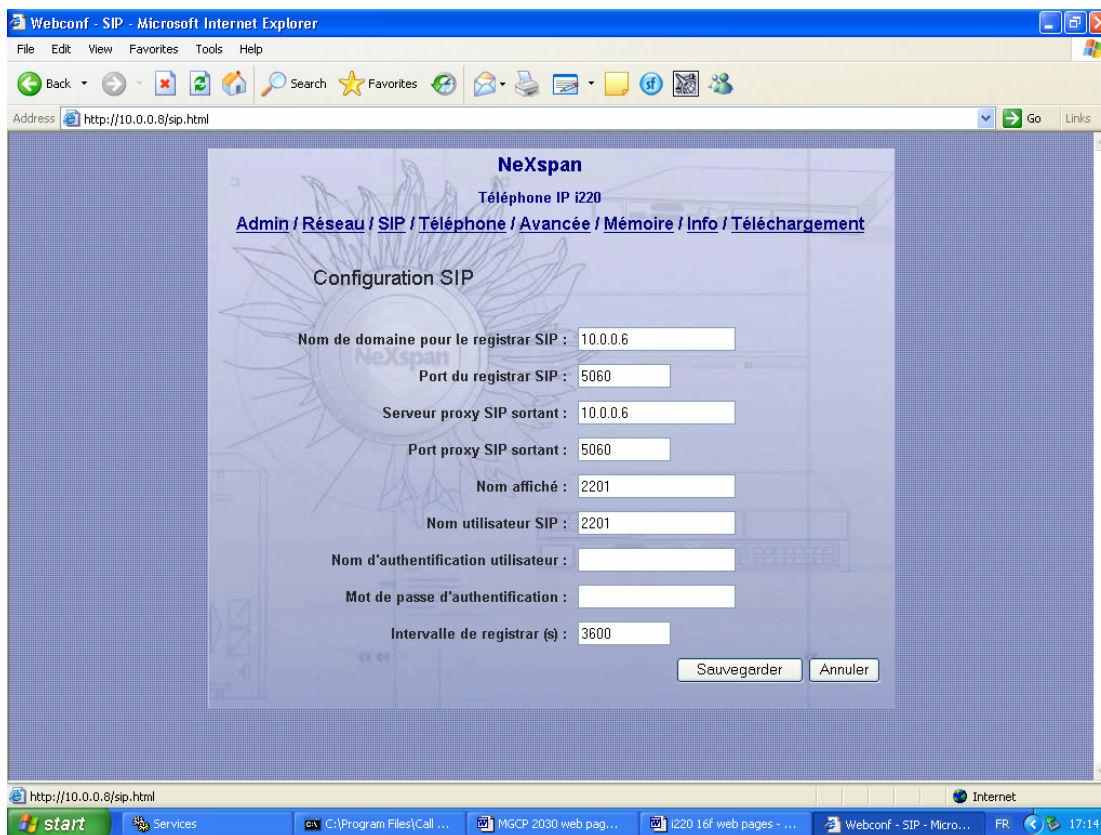 Webconf - SIP - Microsoft Internet Explorer
File Edit View Favorites Tools Help
Back Search Favorites
Address http://10.0.0.8/sip.html Go Links
NeXspan
Téléphone IP i220
Admin / Réseau / SIP / Téléphone / Avancée / Mémoire / Info / Téléchargement
Configuration SIP
Nom de domaine pour le registrar SIP : 10.0.0.6
NeXspan
Port du registrar SIP : 5060
Serveur proxy SIP sortant : 10.0.0.6
Port proxy SIP sortant : 5060
Nom affiché : 2201
Nom utilisateur SIP : 2201
Nom d'authentification utilisateur :
Mot de passe d'authentification :
Intervalle de registrar (s) : 3600
Sauvegarder Annuler
http://10.0.0.8/sip.html Internet
start Services C:\Program Files\Call ... MGCP 2030 web pag... i220 16f web pages - ... Webconf - SIP - Micro... FR 17:14